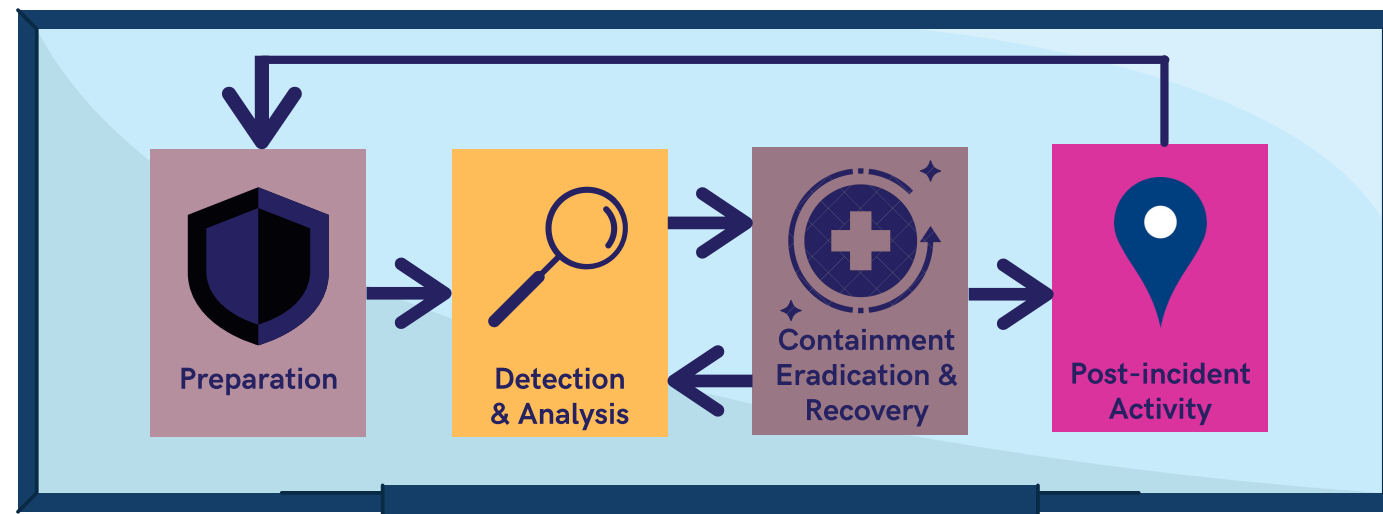 Preparation
Detection
& Analysis
Containment
Eradication &
Recovery
Post-incident
Activity